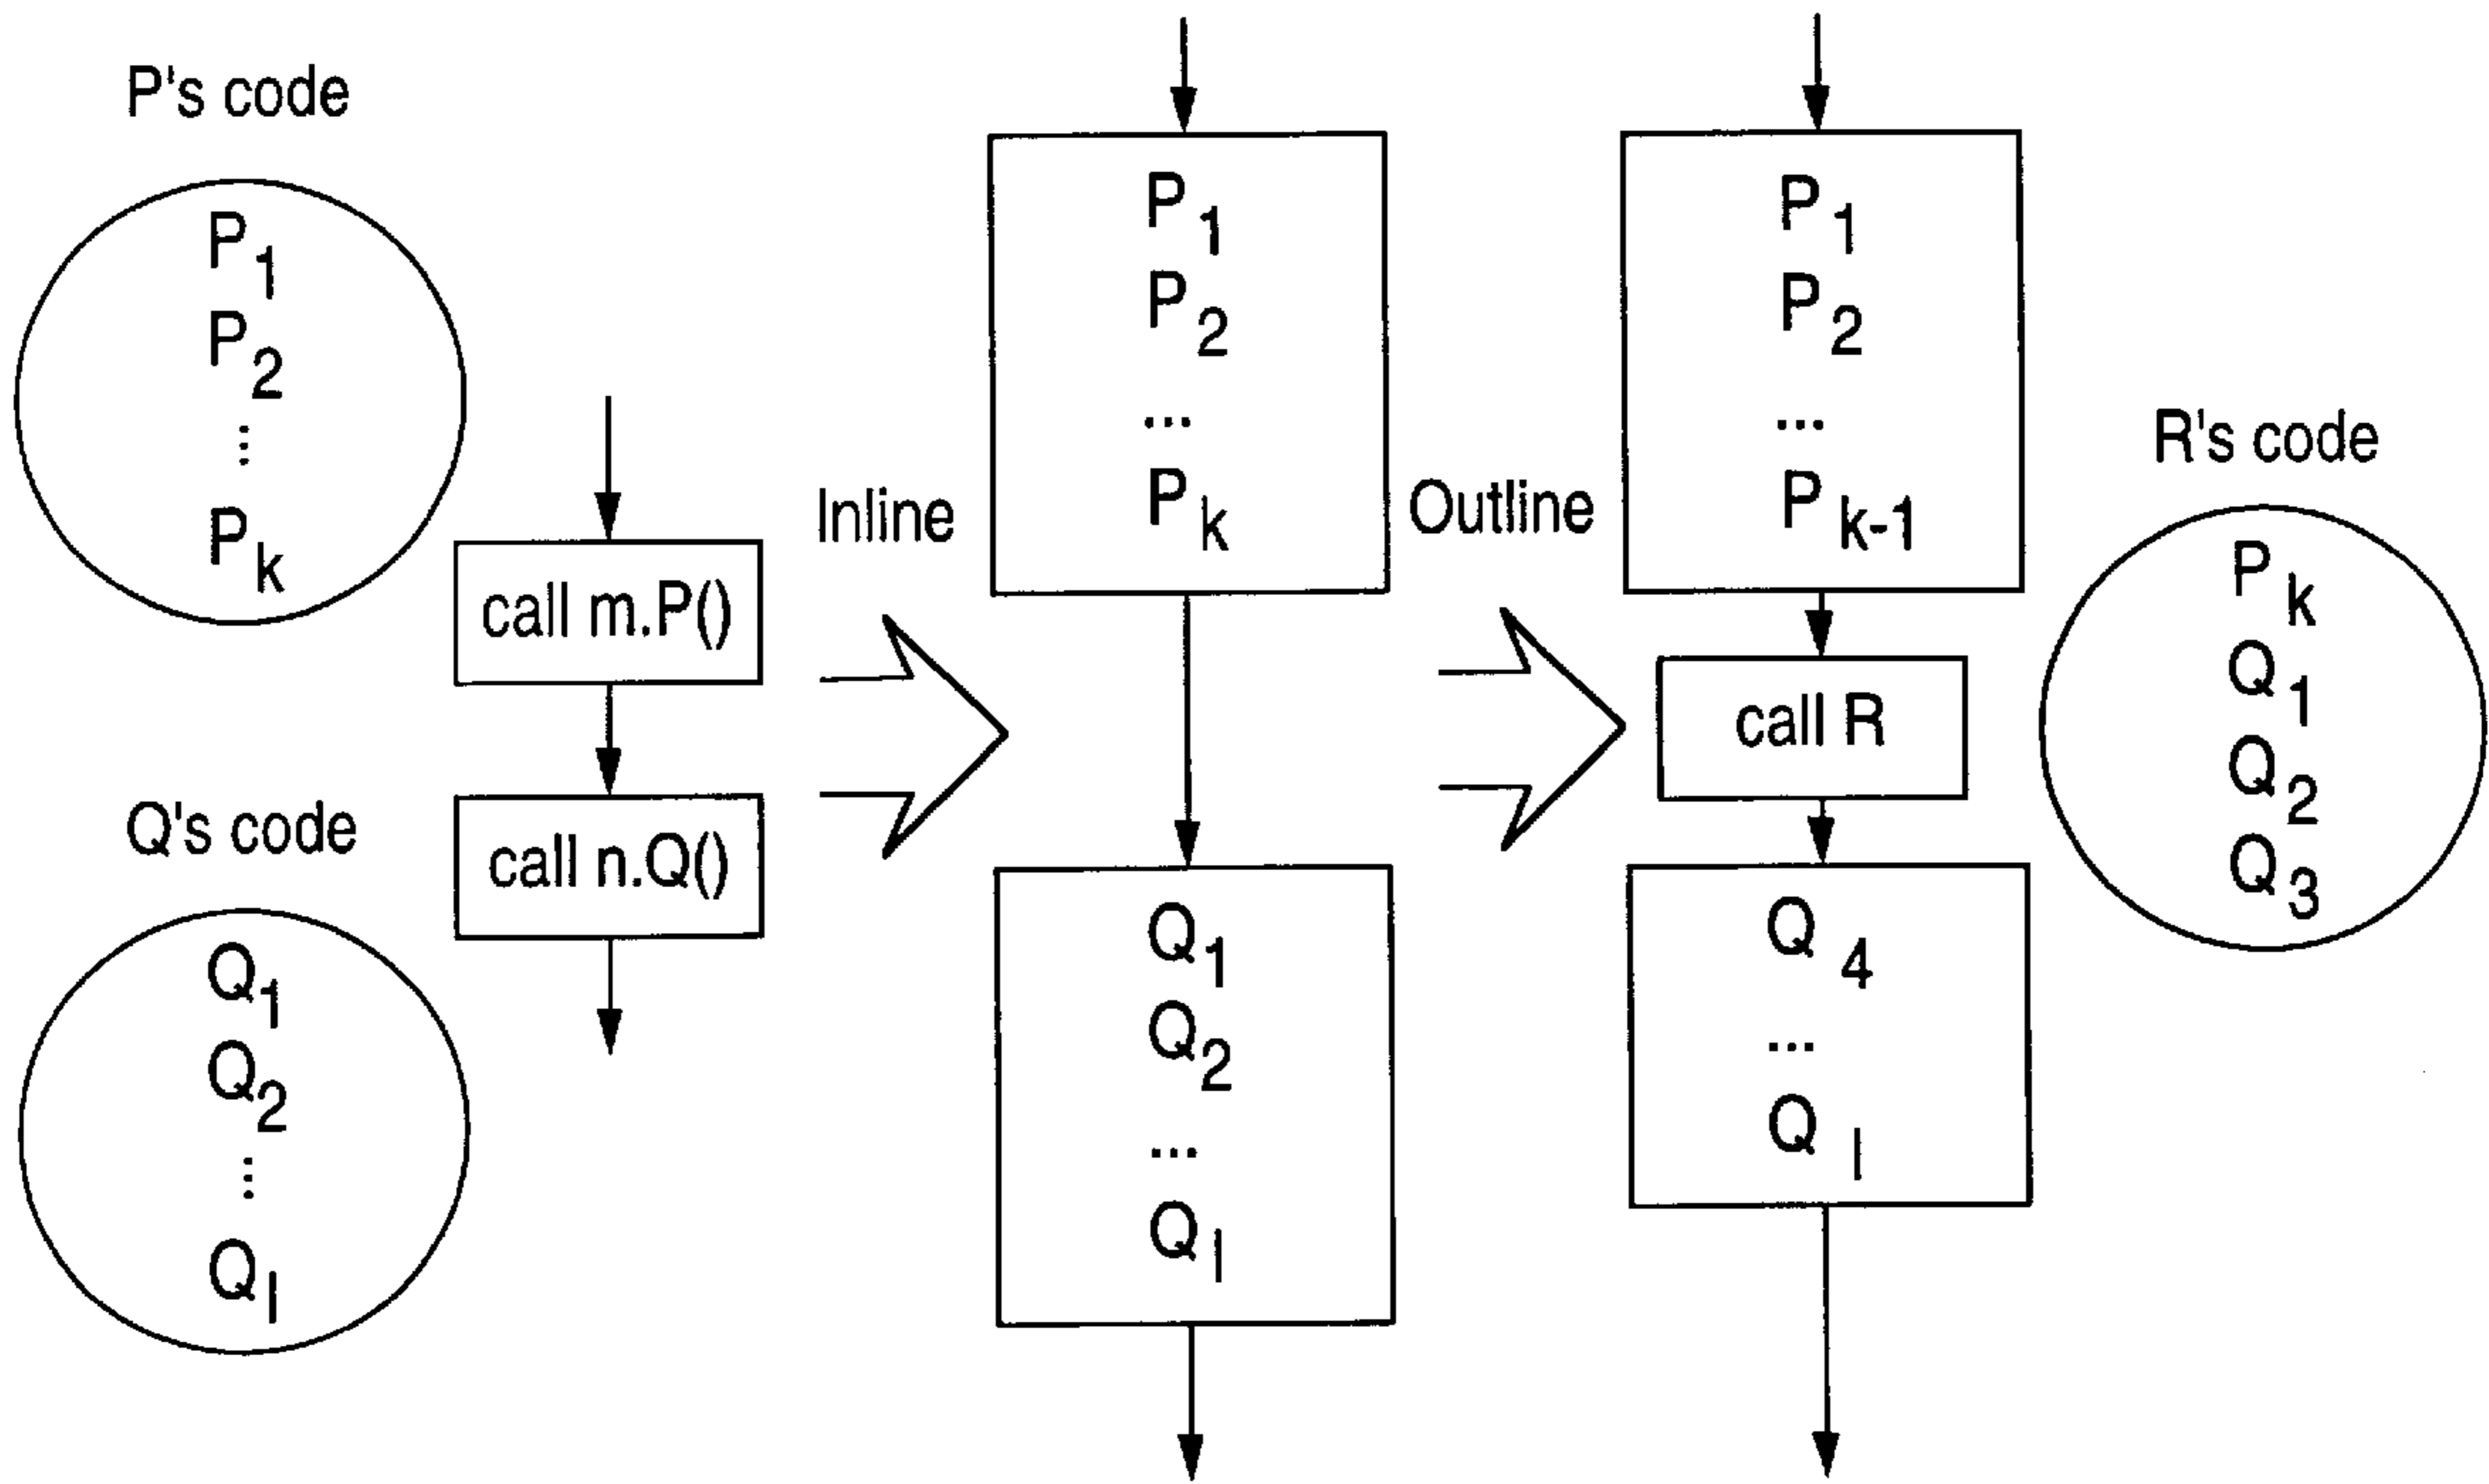 P's code
P₁
P₂
⋮
Pₖ
call m.P()
call n.Q()
Q's code
Q₁
Q₂
⋮
Qₗ
Inline
P₁
P₂
...
Pₖ
Q₁
Q₂
...
Qₗ
Outline
P₁
P₂
...
Pₖ₋₁
call R
Q₄
...
Qₗ
R's code
Pₖ
Q₁
Q₂
Q₃